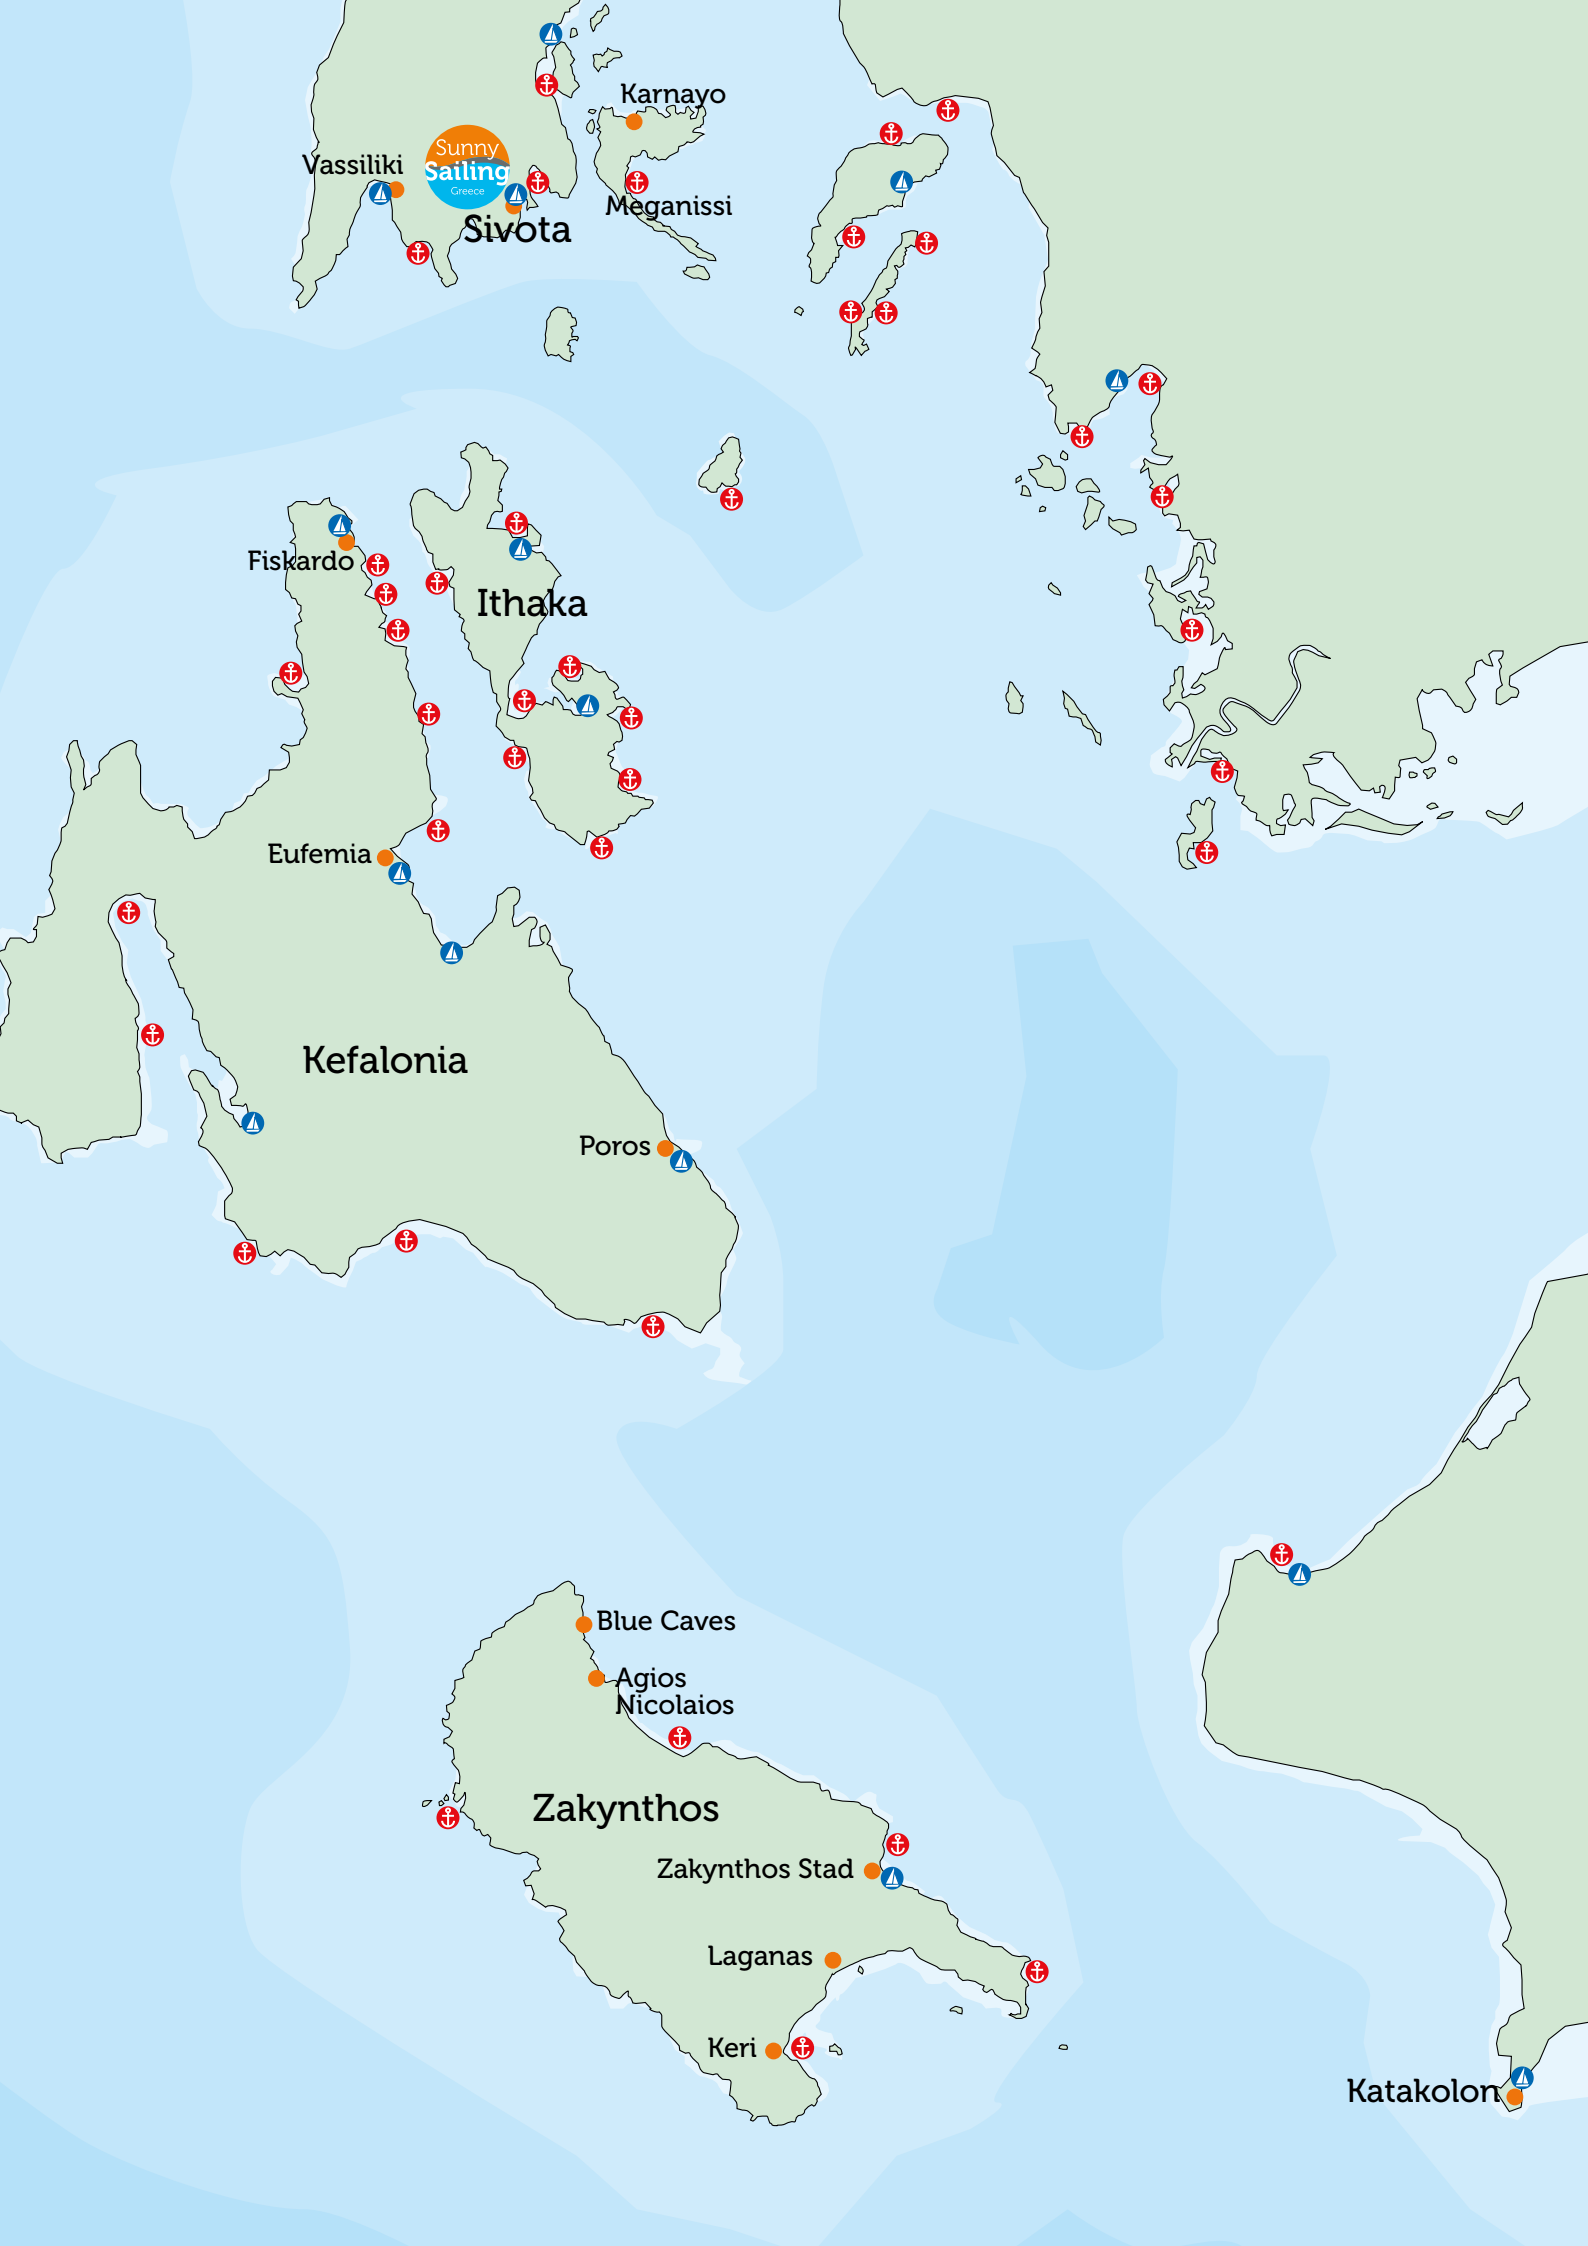 Karnayo
Vassiliki
Sunny
Sailing
Greece
Meganissi
Sivota
Fiskardo
Ithaka
Eufemia
Kefalonia
Poros
Blue Caves
Agios
Nicolaios
Zakynthos
Zakynthos Stad
Laganas
Keri
Katakolon